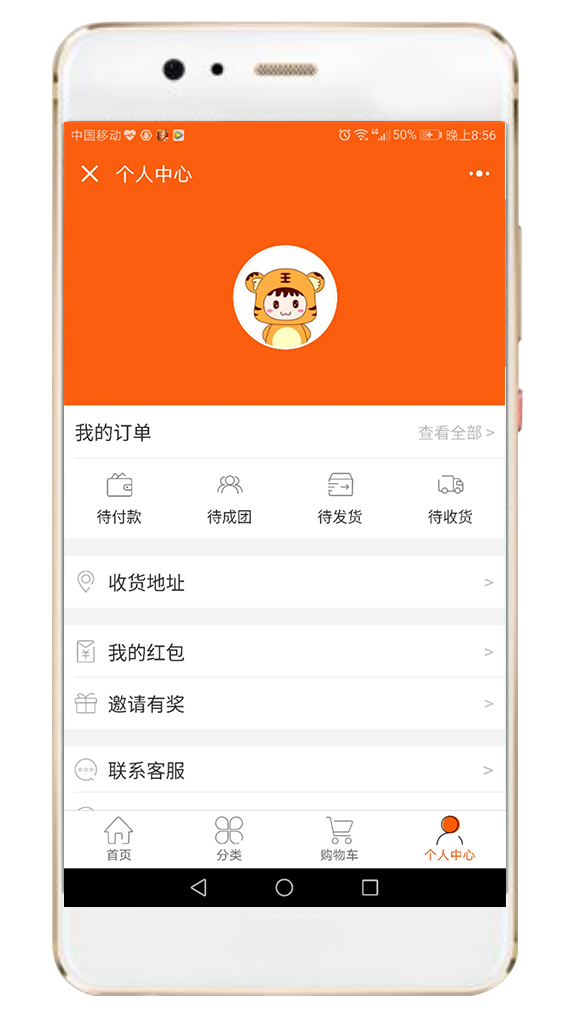 中国移动 4G 50% 晚上8:56
个人中心
王
我的订单 查看全部 >
待付款 待成团 待发货 待收货
收货地址 >
¥ 我的红包 >
邀请有奖 >
联系客服 >
首页 分类 购物车 个人中心